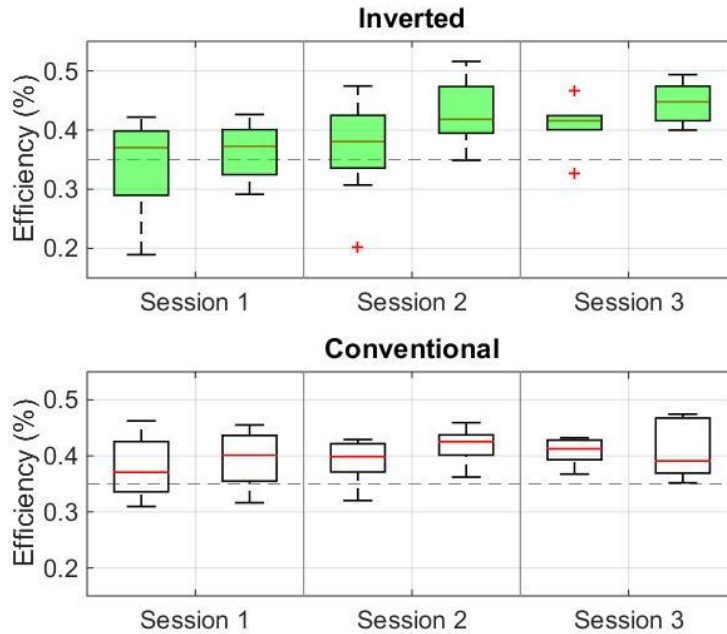 Inverted
Efficiency (%)
0.5
0.4
0.3
0.2
Session 1 Session 2 Session 3
Conventional
Efficiency (%)
0.5
0.4
0.3
0.2
Session 1 Session 2 Session 3